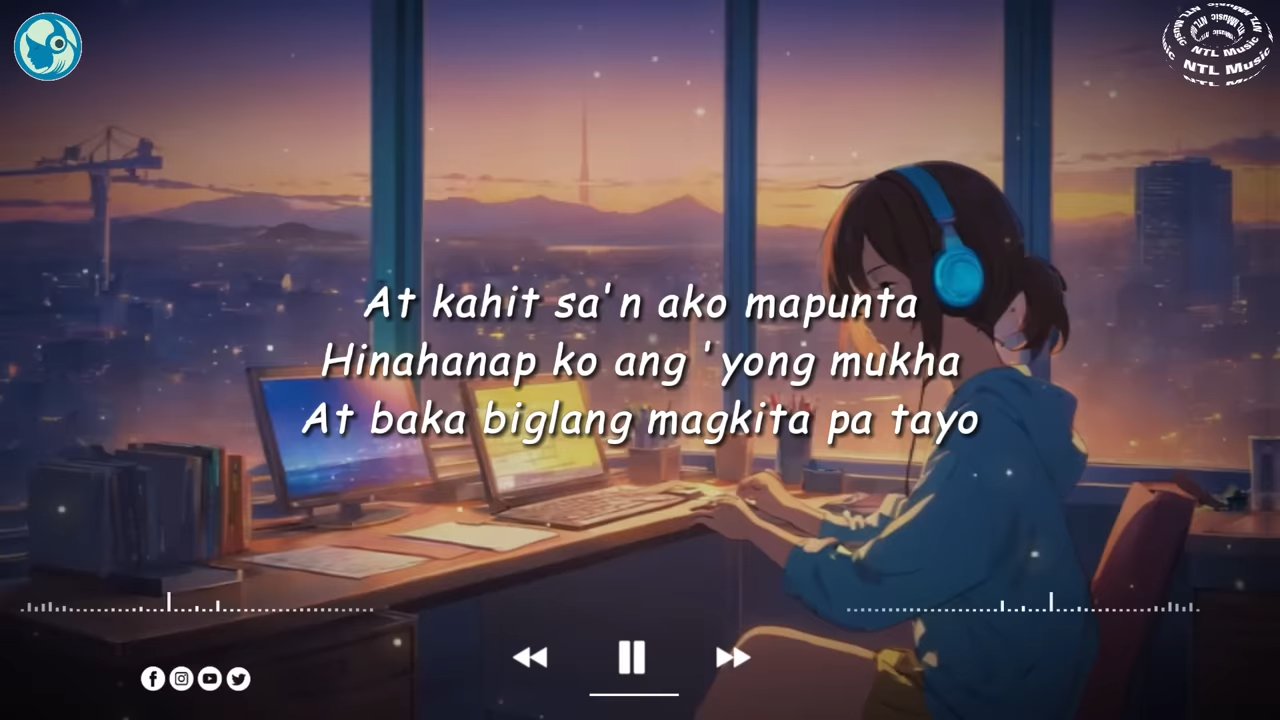 NTL Music
At kahit sa'n ako mapunta
Hinahanap ko ang 'yong mukha
At baka biglang magkita pa tayo